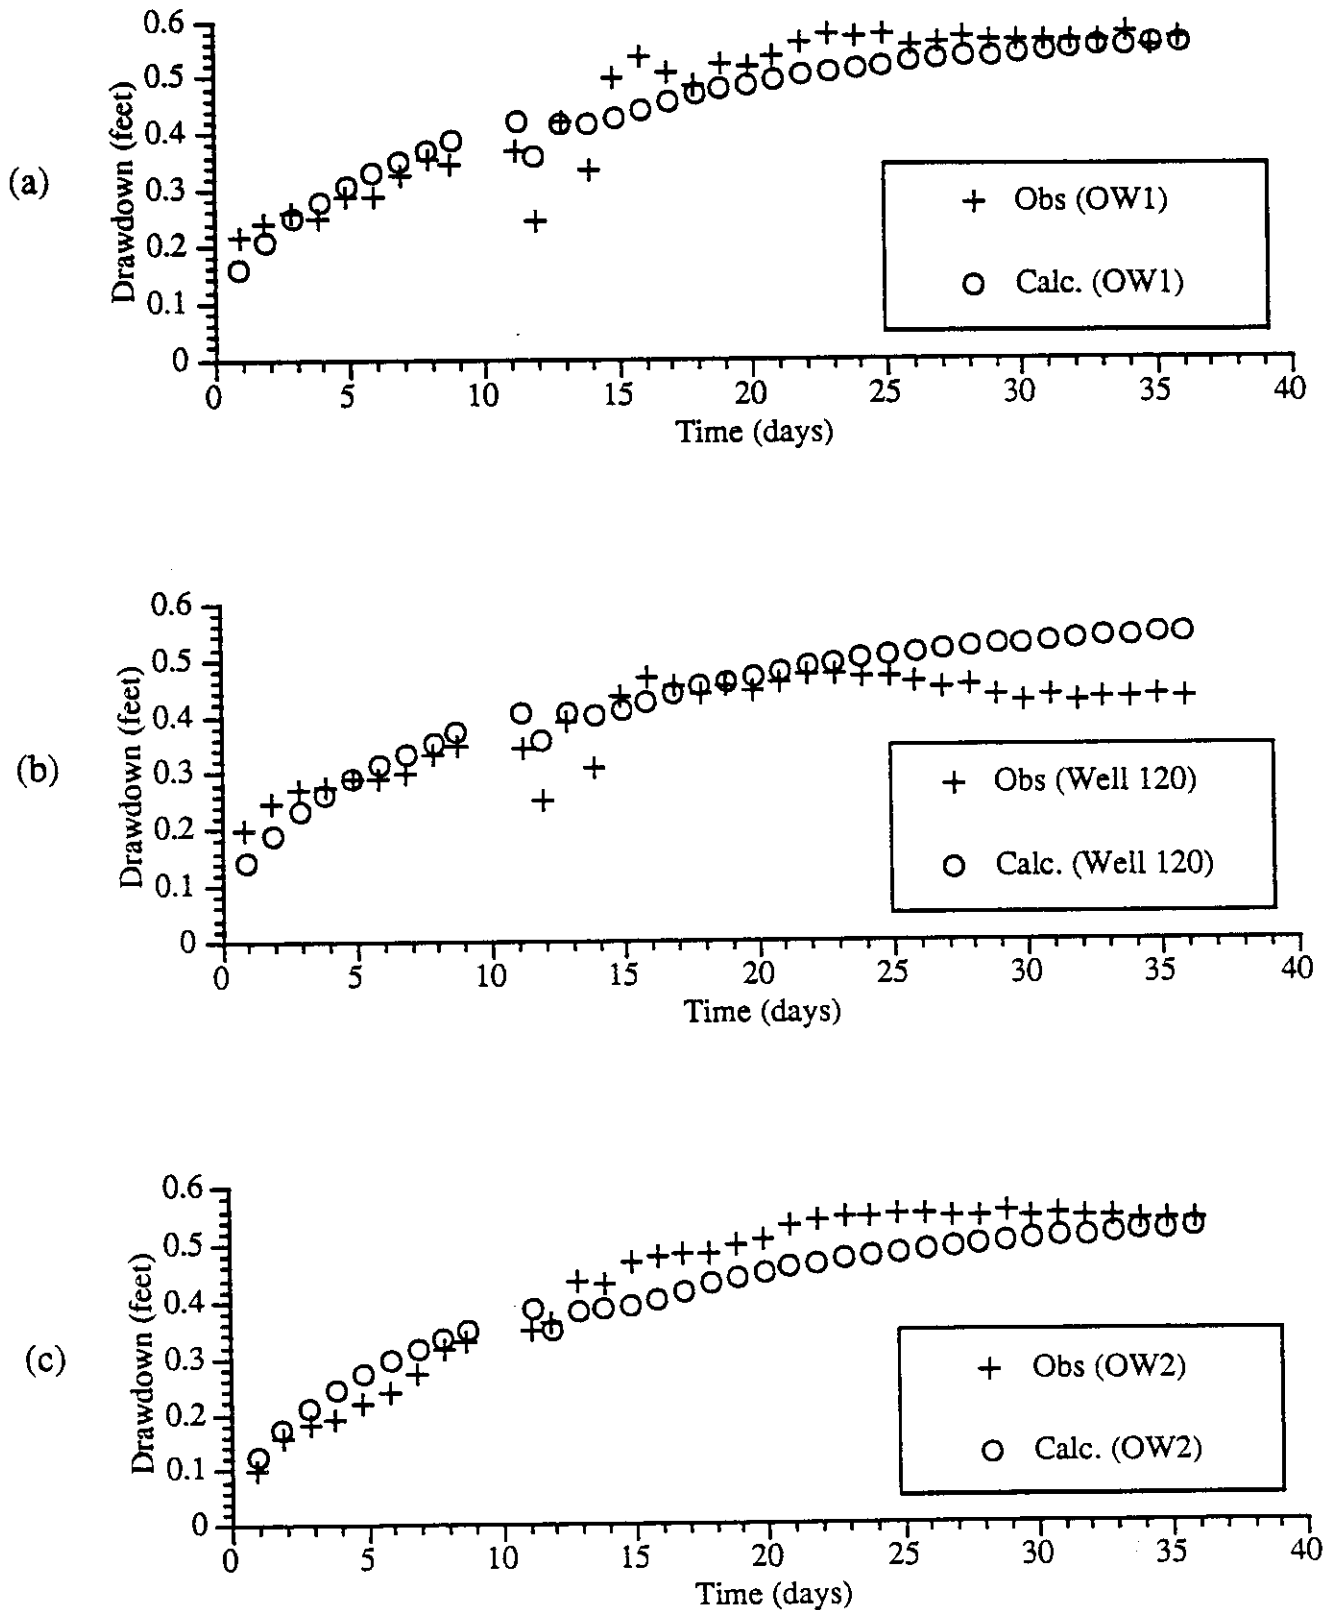 (a)
Drawdown (feet)
0.6
0.5
0.4
0.3
0.2
0.1
0
0 5 10 15 20 25 30 35 40
Time (days)
+ Obs (OW1)
O Calc. (OW1)
(b)
Drawdown (feet)
0.6
0.5
0.4
0.3
0.2
0.1
0
0 5 10 15 20 25 30 35 40
Time (days)
+ Obs (Well 120)
O Calc. (Well 120)
(c)
Drawdown (feet)
0.6
0.5
0.4
0.3
0.2
0.1
0
0 5 10 15 20 25 30 35 40
Time (days)
+ Obs (OW2)
O Calc. (OW2)